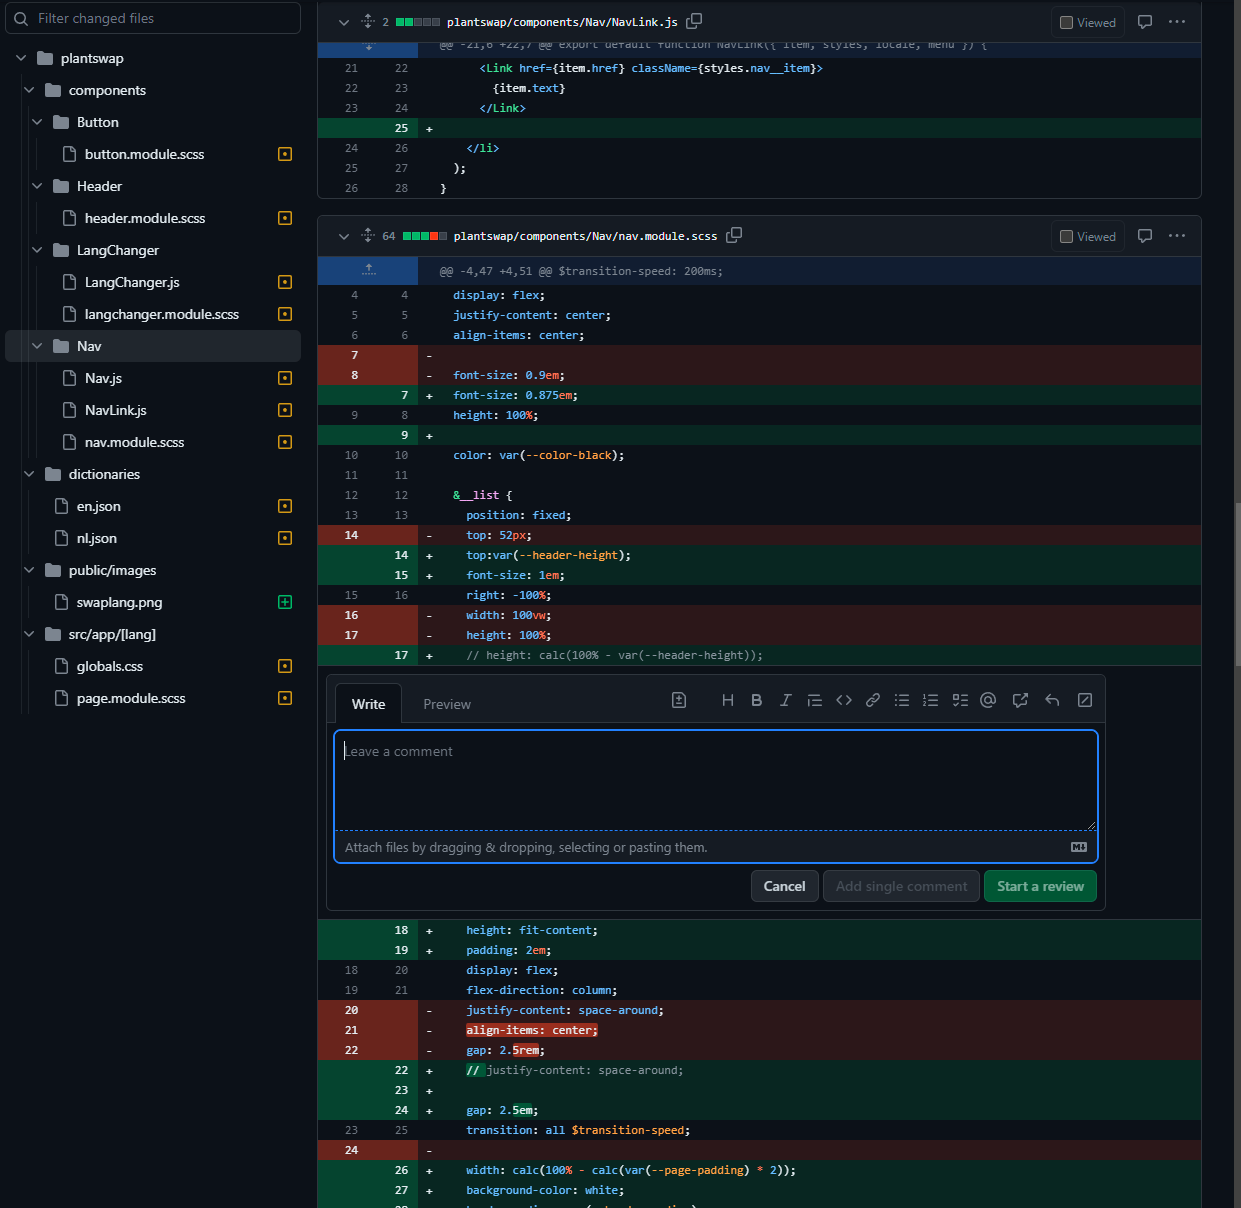 Filter changed files
plantswap
components
Button
button.module.scss
Header
header.module.scss
LangChanger
LangChanger.js
langchanger.module.scss
Nav
Nav.js
NavLink.js
nav.module.scss
dictionaries
en.json
nl.json
public/images
swaplang.png
src/app/[lang]
globals.css
page.module.scss
2 plantswap/components/Nav/NavLink.js Viewed
@@ -21,6 +22,7 @@ export default function NavLink({ item, styles, locale, menu }) {
21 22 <Link href={item.href} className={styles.nav__item}>
22 23 {item.text}
23 24 </Link>
25 +
24 26 </li>
25 27 );
26 28 }
64 plantswap/components/Nav/nav.module.scss Viewed
@@ -4,47 +4,51 @@ $transition-speed: 200ms;
4 4 display: flex;
5 5 justify-content: center;
6 6 align-items: center;
7 -
8 - font-size: 0.9em;
7 + font-size: 0.875em;
9 8 height: 100%;
9 +
10 10 color: var(--color-black);
11 11
12 12 &__list {
13 13 position: fixed;
14 - top: 52px;
14 + top:var(--header-height);
15 + font-size: 1em;
15 16 right: -100%;
16 - width: 100vw;
17 - height: 100%;
17 + // height: calc(100% - var(--header-height));
Write Preview
Leave a comment
Attach files by dragging & dropping, selecting or pasting them.
Cancel Add single comment Start a review
18 + height: fit-content;
19 + padding: 2em;
18 20 display: flex;
19 21 flex-direction: column;
20 - justify-content: space-around;
21 - align-items: center;
22 - gap: 2.5rem;
22 + // justify-content: space-around;
23 +
24 + gap: 2.5em;
23 25 transition: all $transition-speed;
24 -
26 + width: calc(100% - calc(var(--page-padding) * 2));
27 + background-color: white;